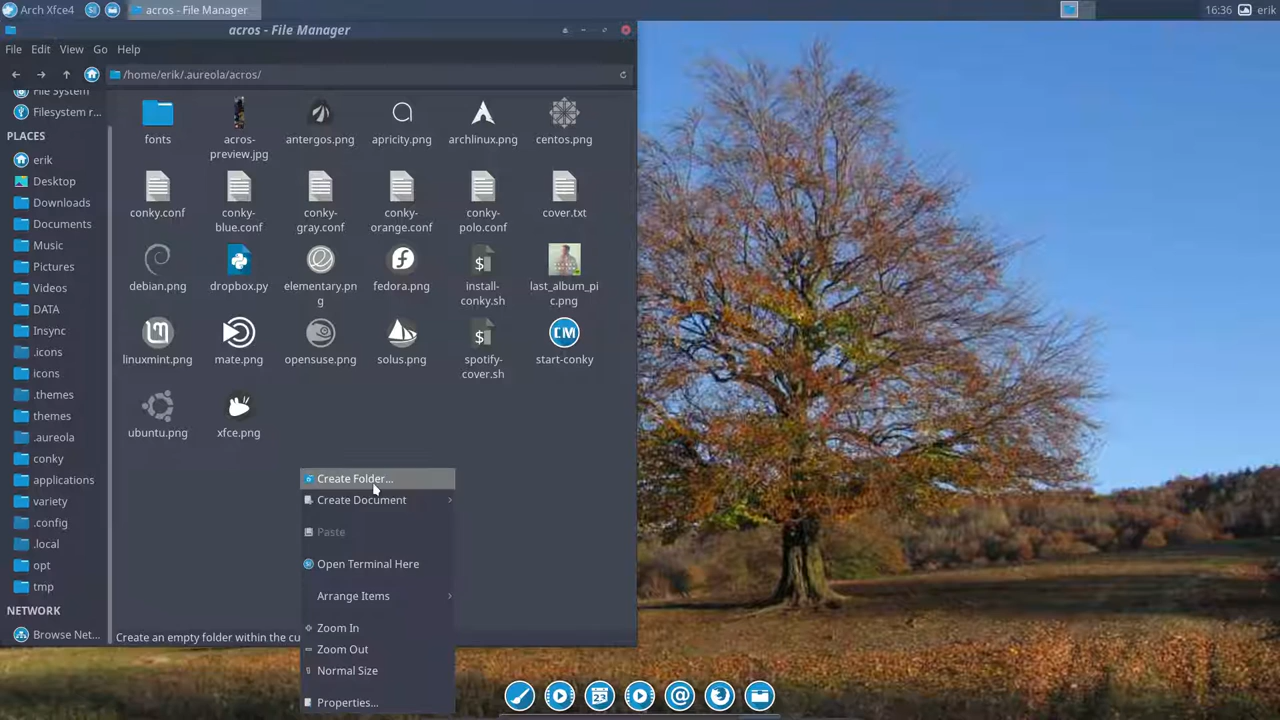 Arch Xfce4
acros - File Manager
16:36
erik
acros - File Manager
File
Edit
View
Go
Help
/home/erik/.aureola/acros/
File System
Filesystem r...
PLACES
erik
Desktop
Downloads
Documents
Music
Pictures
Videos
DATA
Insync
.icons
icons
.themes
themes
.aureola
conky
applications
variety
.config
.local
opt
tmp
NETWORK
Browse Net...
fonts
acros-
preview.jpg
antergos.png
apricity.png
archlinux.png
centos.png
conky.conf
conky-
blue.conf
conky-
gray.conf
conky-
orange.conf
conky-
polo.conf
cover.txt
debian.png
dropbox.py
elementary.pn
g
fedora.png
install-
conky.sh
last_album_pi
c.png
linuxmint.png
mate.png
opensuse.png
solus.png
spotify-
cover.sh
CM
start-conky
ubuntu.png
xfce.png
Create Folder...
Create Document
Paste
Open Terminal Here
Arrange Items
Zoom In
Zoom Out
Normal Size
Properties...
Create an empty folder within the cu
23